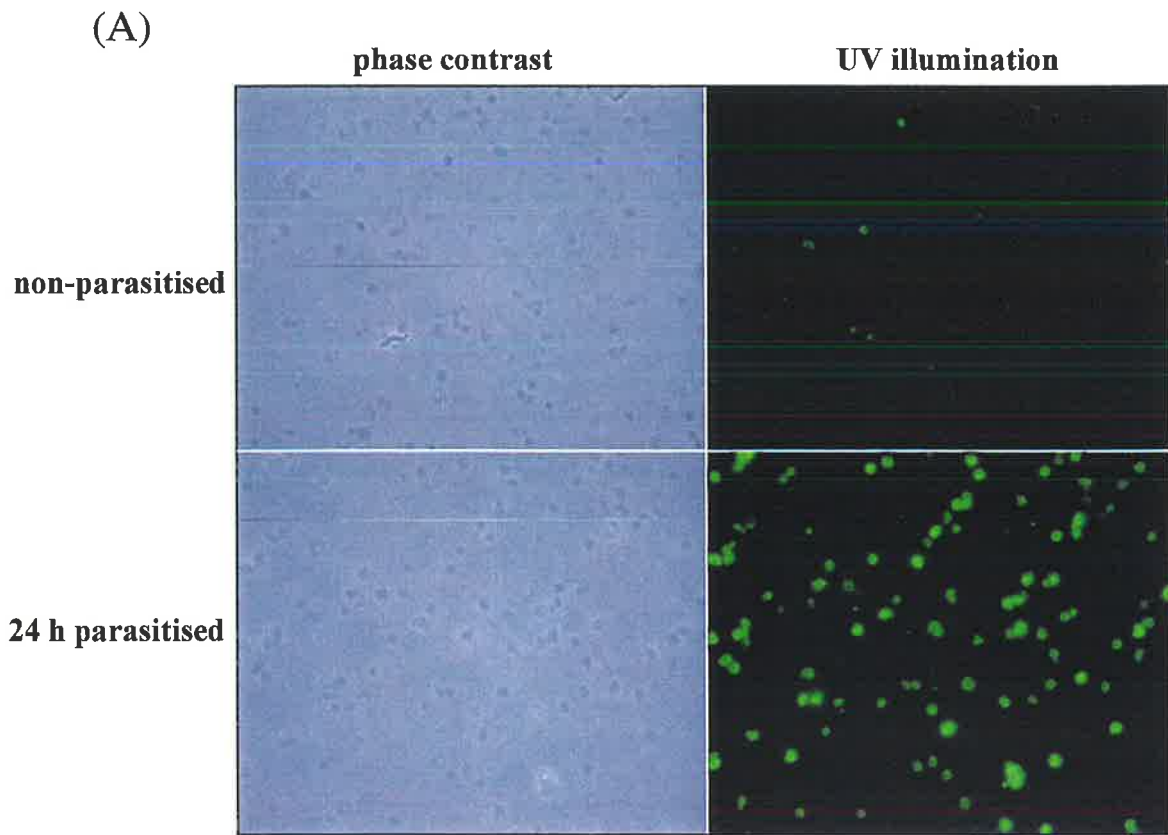 (A)
phase contrast
UV illumination
non-parasitised
24 h parasitised